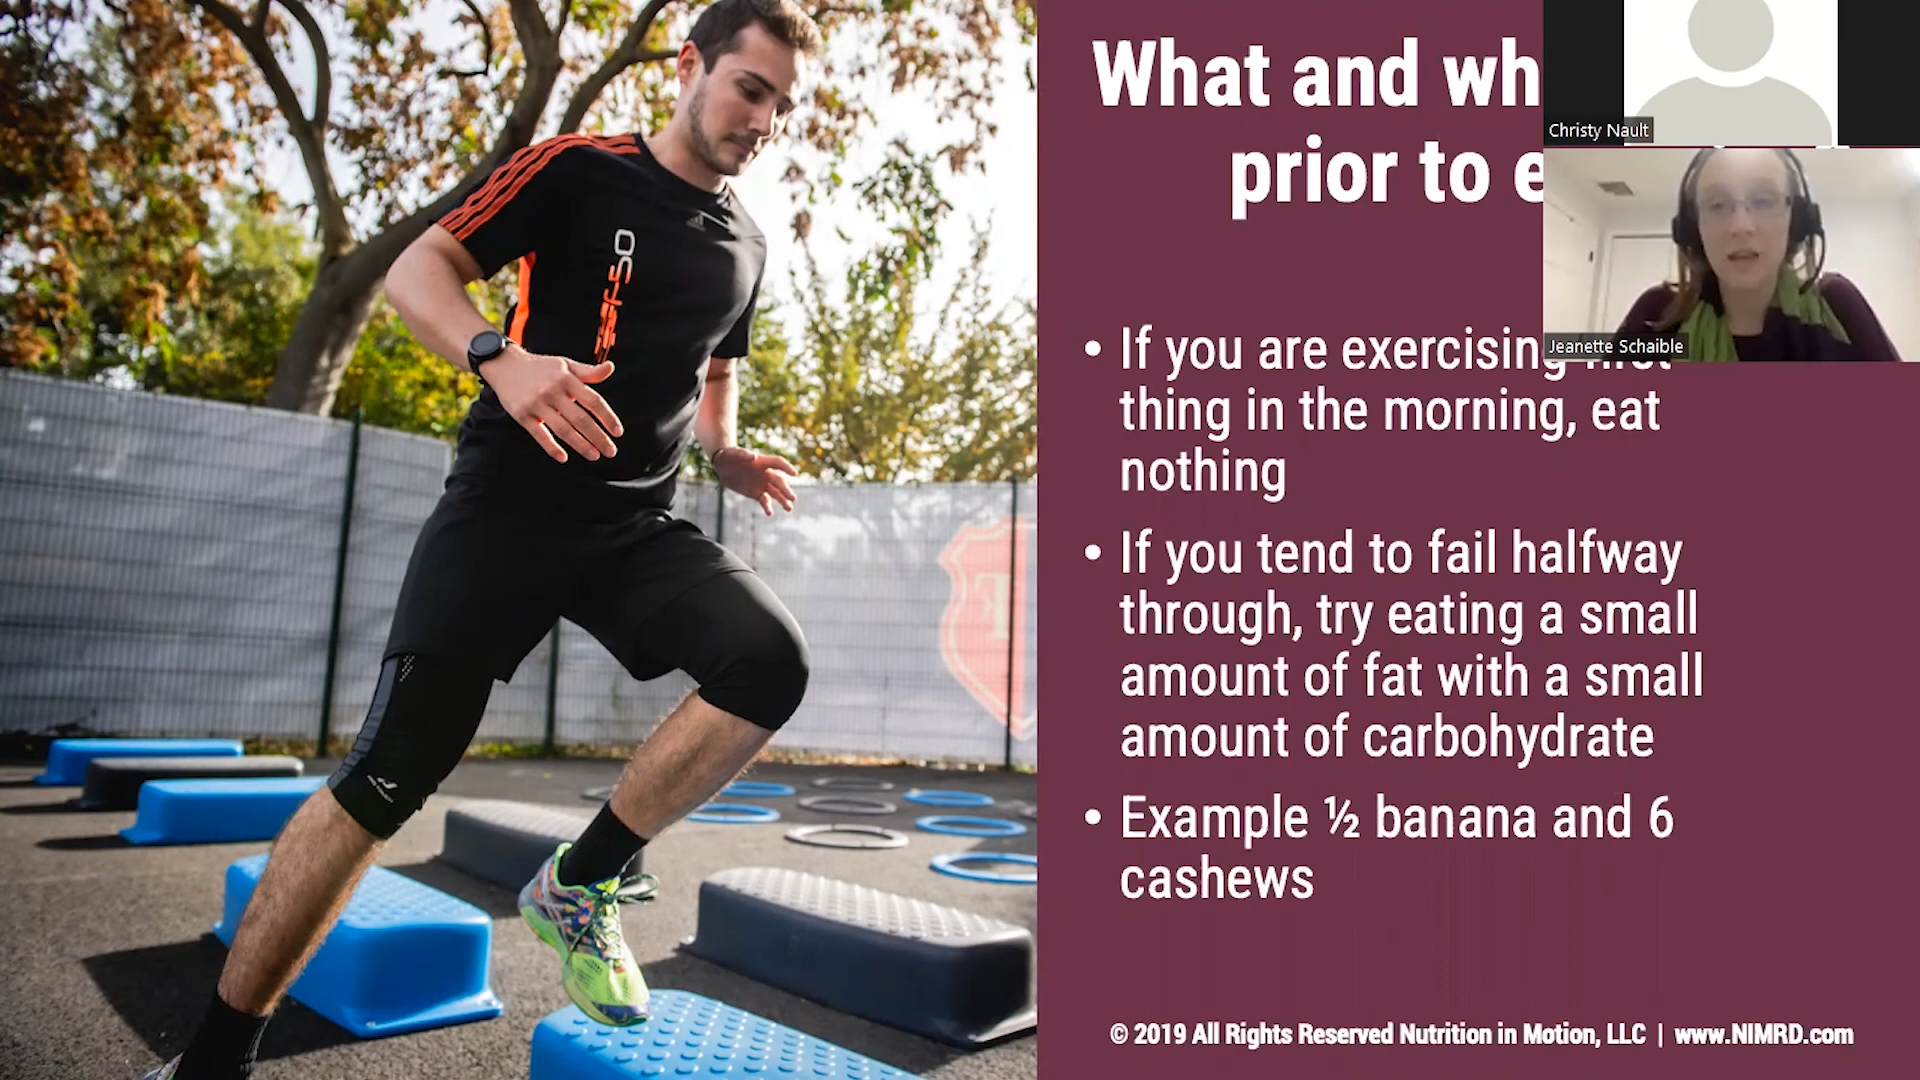 What and wh
prior to e
Christy Nault
Jeanette Schaible
• If you are exercising first
thing in the morning, eat
nothing
• If you tend to fail halfway
through, try eating a small
amount of fat with a small
amount of carbohydrate
• Example ½ banana and 6
cashews
© 2019 All Rights Reserved Nutrition in Motion, LLC | www.NIMRD.com